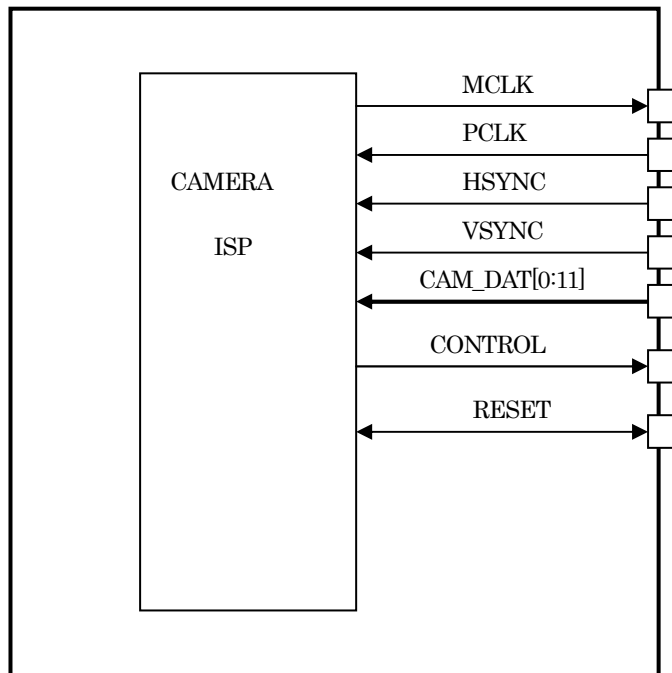 MCLK
PCLK
CAMERA
HSYNC
ISP
VSYNC
CAM_DAT[0:11]
CONTROL
RESET